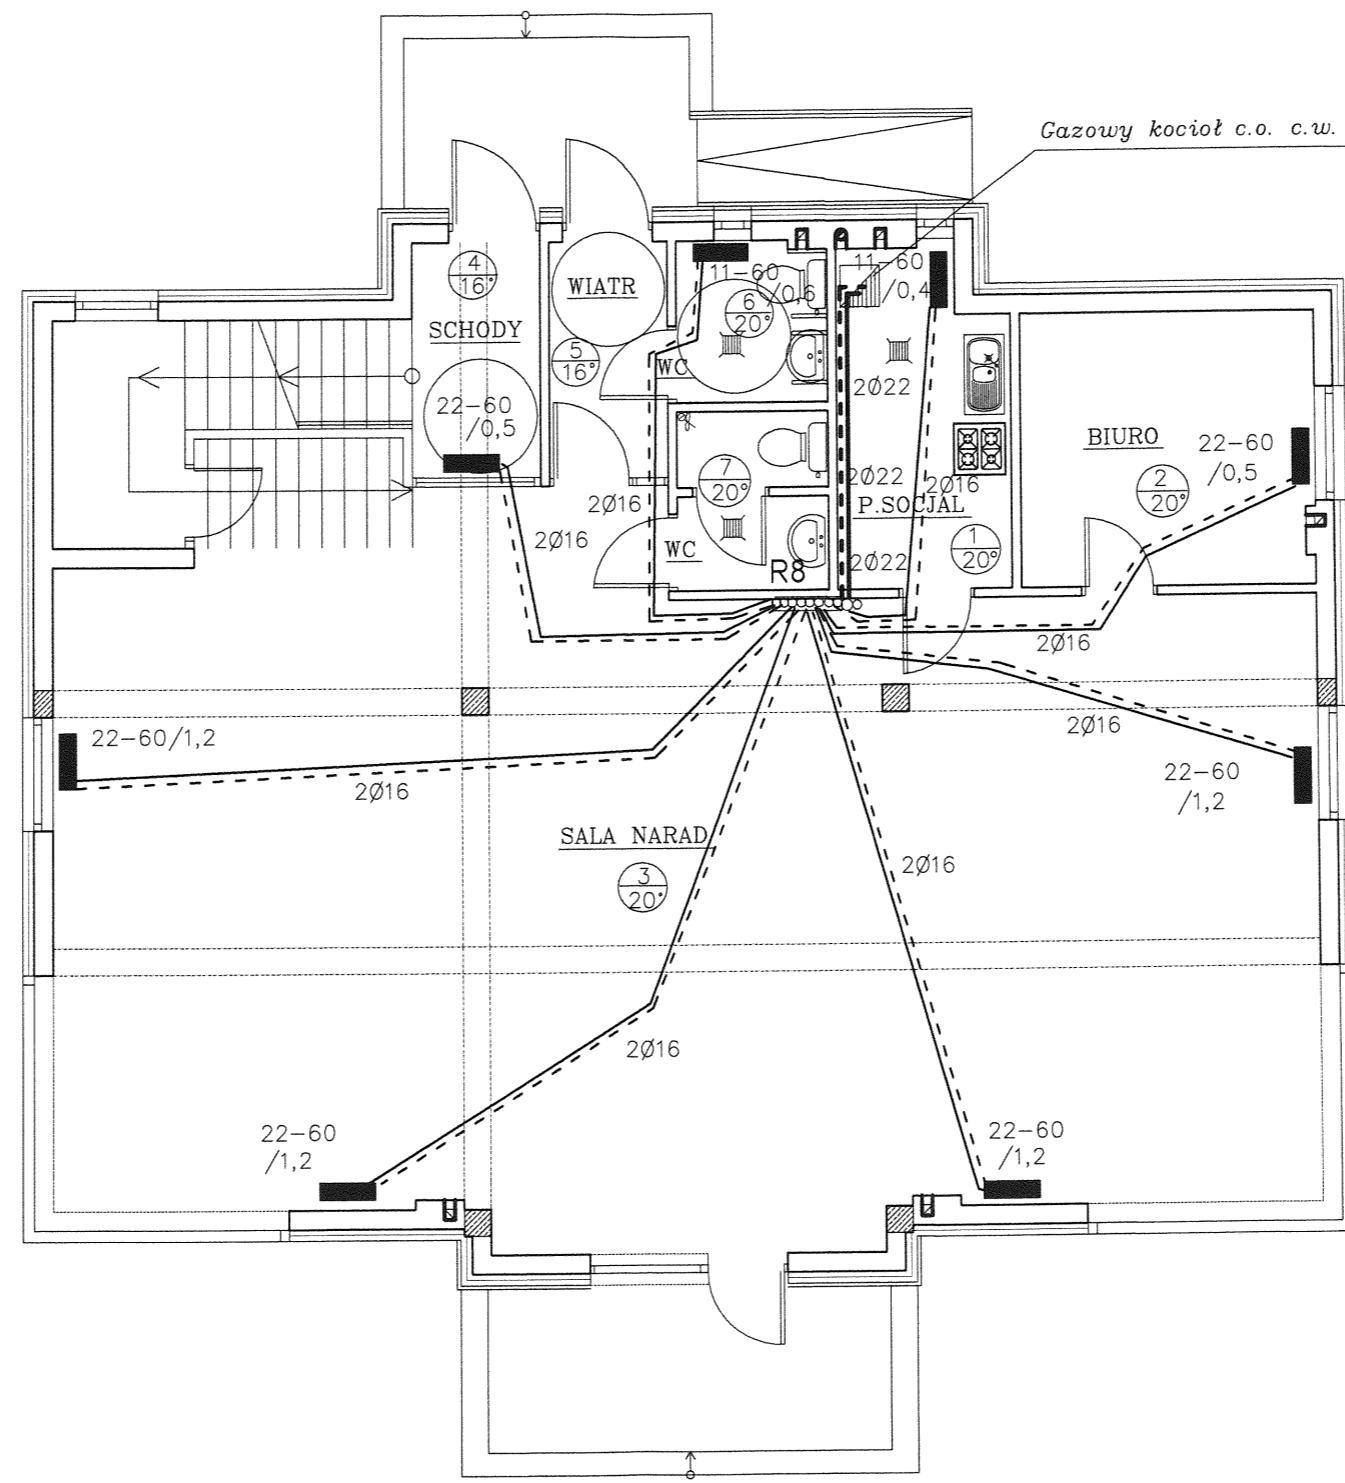 Gazowy kocioł c.o. c.w.
4
16°
WIATR
11-60
/0,6
11-60
/0,4
6
20°
SCHODY
5
16°
WC
2Ø22
22-60
/0,5
BIURO
22-60
/0,5
7
20°
2Ø22
2Ø16
2
20°
2Ø16
P.SOCJAL
2Ø16
WC
1
20°
2Ø22
R8
2Ø16
22-60/1,2
2Ø16
2Ø16
22-60
/1,2
SALA NARAD
3
20°
2Ø16
2Ø16
22-60
/1,2
22-60
/1,2